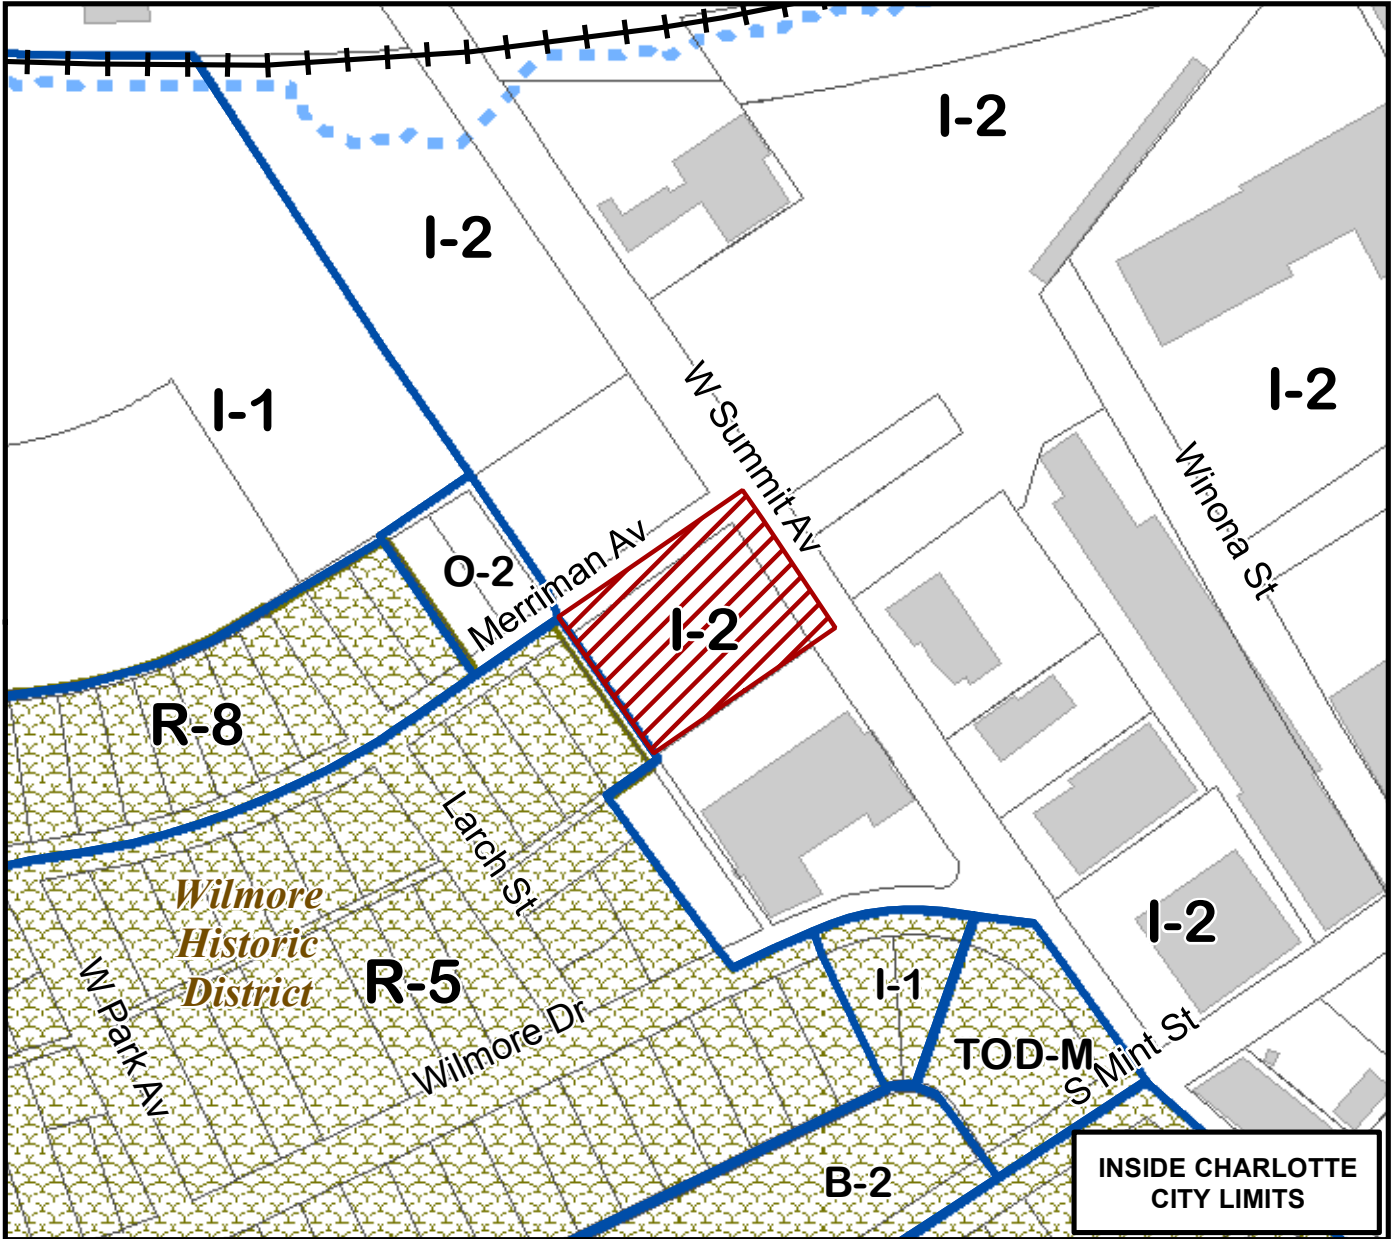 I-2
I-2
I-1
W Summit Av
I-2
Winona St
Merriman Av
O-2
I-2
R-8
Larch St
Wilmore
Historic
District
R-5
W Park Av
Wilmore Dr
I-1
I-2
TOD-M
S Mint St
B-2
INSIDE CHARLOTTE
CITY LIMITS